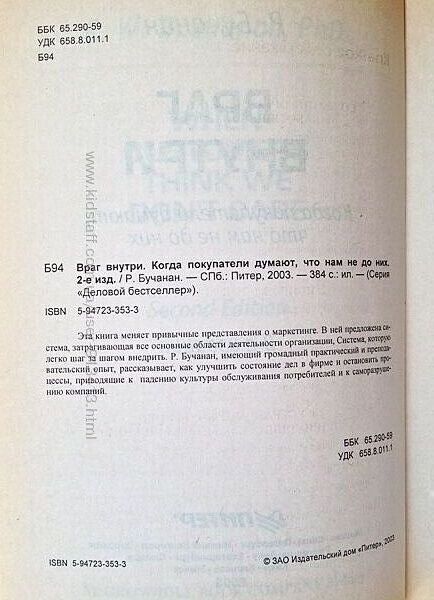 ББК 65.290-59
УДК 658.8.011.1
Б94
Б94 Враг внутри. Когда покупатели думают, что нам не до них.
2-е изд. / Р. Бучанан. — СПб.: Питер, 2003. — 384 с.: ил. — (Серия
«Деловой бестселлер»).
ISBN 5-94723-353-3
Эта книга меняет привычные представления о маркетинге. В ней предложена си-
стема, затрагивающая все основные области деятельности организации, Система, которую
легко шаг за шагом внедрить. Р. Бучанан, имеющий громадный практический и препода-
вательский опыт, рассказывает, как улучшить состояние дел в фирме и остановить про-
цессы, приводящие к падению культуры обслуживания потребителей и к саморазруше-
нию компаний.
ББК 65.290-59
УДК 658.8.011.1
ISBN 5-94723-353-3
© ЗАО Издательский дом «Питер», 2003